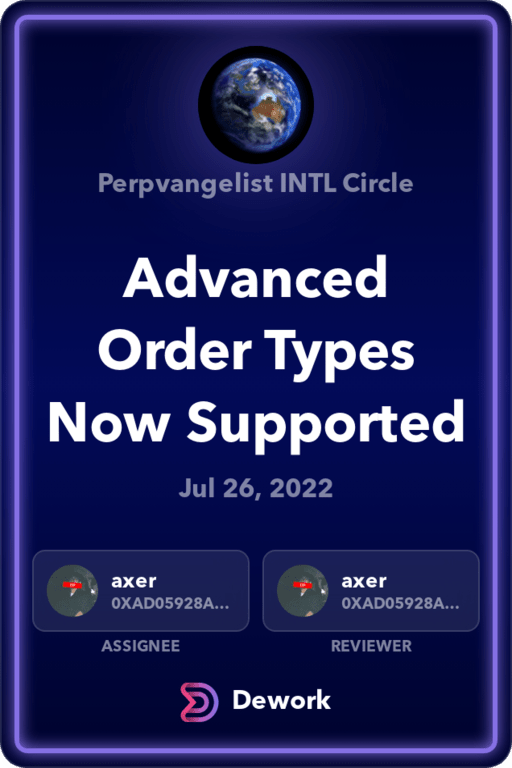 Perpvangelist INTL Circle
Advanced
Order Types
Now Supported
Jul 26, 2022
axer
0XAD05928A...
ASSIGNEE
axer
0XAD05928A...
REVIEWER
Dework